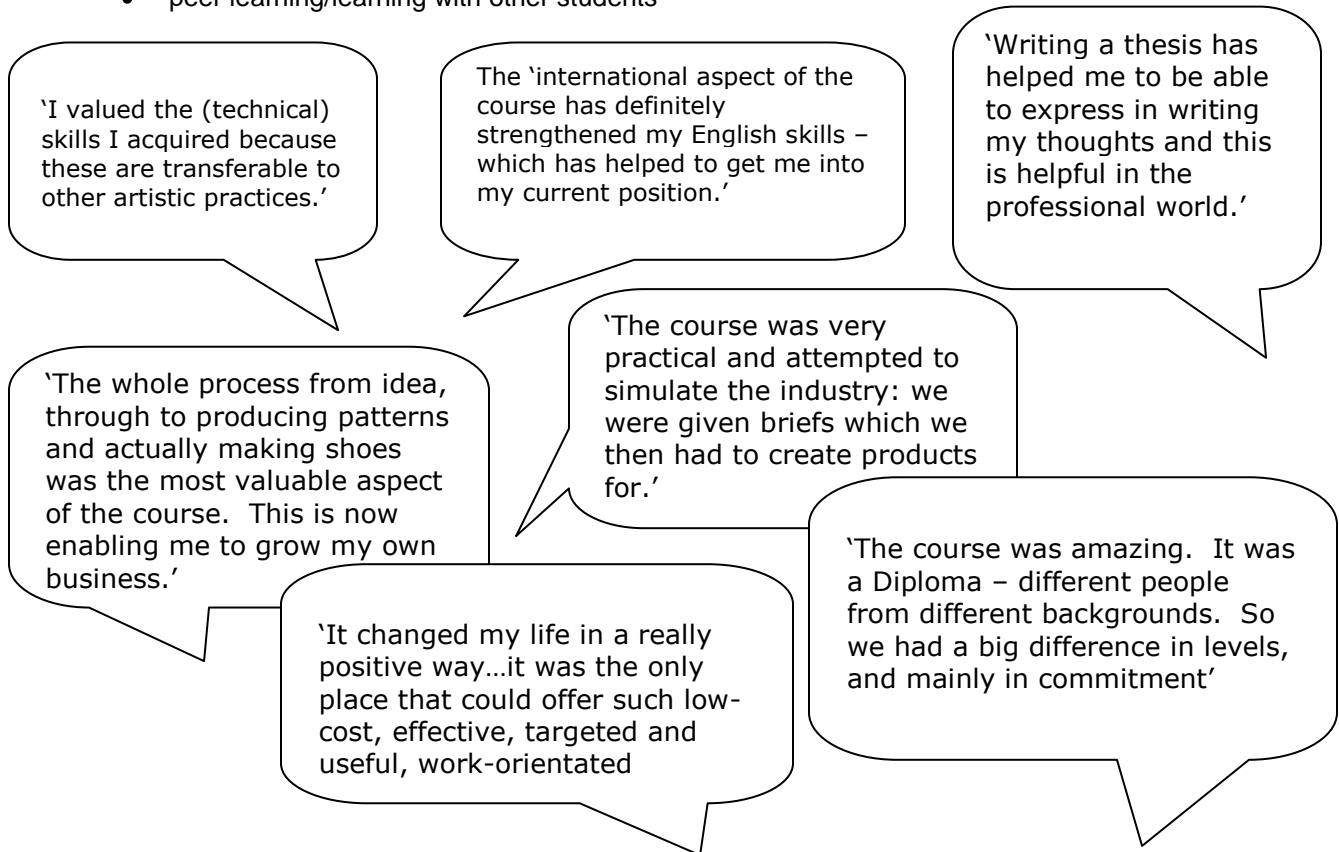 • peer learning/learning with other students
‘I valued the (technical)
skills I acquired because
these are transferable to
other artistic practices.’
The ‘international aspect of the
course has definitely
strengthened my English skills –
which has helped to get me into
my current position.’
‘Writing a thesis has
helped me to be able
to express in writing
my thoughts and this
is helpful in the
professional world.’
‘The whole process from idea,
through to producing patterns
and actually making shoes
was the most valuable aspect
of the course.  This is now
enabling me to grow my own
business.’
‘The course was very
practical and attempted to
simulate the industry: we
were given briefs which we
then had to create products
for.’
‘It changed my life in a really
positive way…it was the only
place that could offer such low-
cost, effective, targeted and
useful, work-orientated
‘The course was amazing.  It was
a Diploma – different people
from different backgrounds.  So
we had a big difference in levels,
and mainly in commitment’